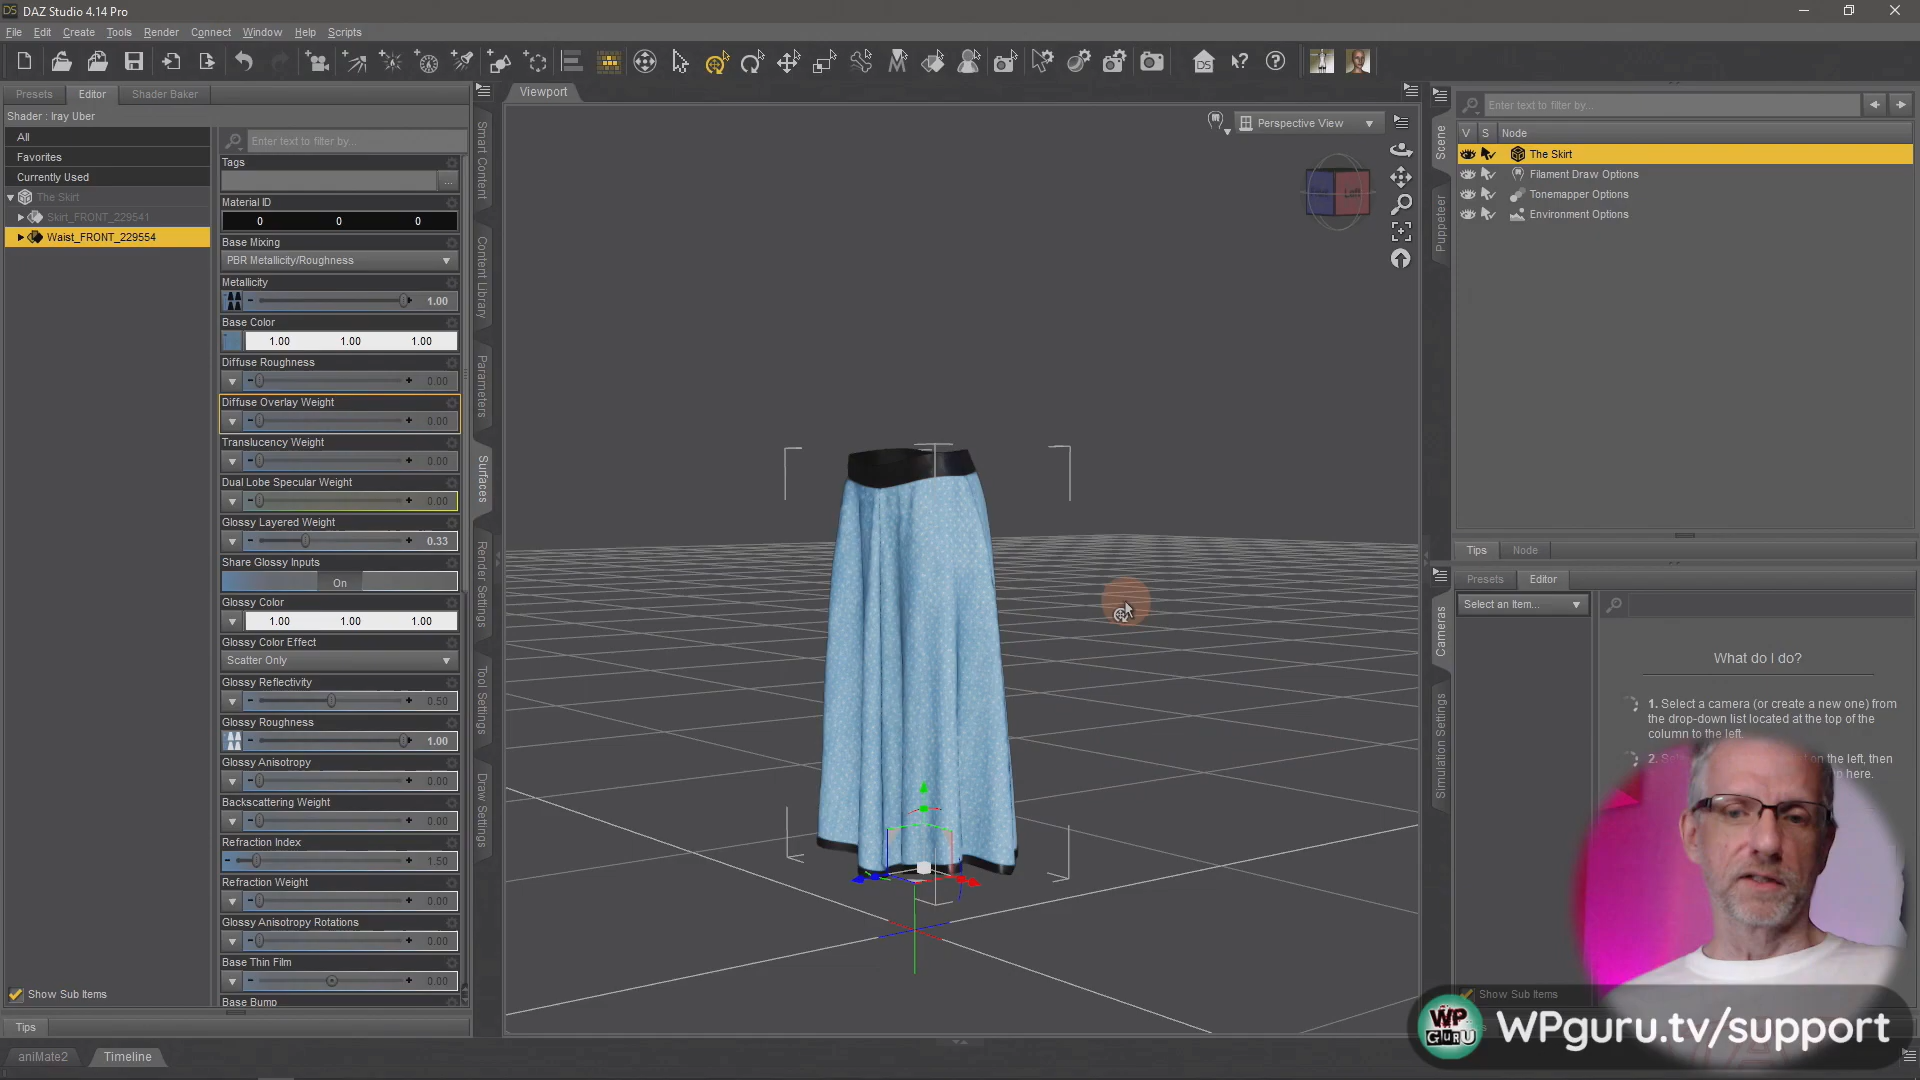 DS DAZ Studio 4.14 Pro
File Edit Create Tools Render Connect Window Help Scripts
Presets Editor Shader Baker
Shader : Iray Uber
All
Favorites
Currently Used
The Skirt
Skirt_FRONT_229541
Waist_FRONT_229554
Show Sub Items
Tips
aniMate2 Timeline
Enter text to filter by...
Tags
...
Material ID
0 0 0
Base Mixing
PBR Metallicity/Roughness
Metallicity
1.00
Base Color
1.00 1.00 1.00
Diffuse Roughness
0.00
Diffuse Overlay Weight
0.00
Translucency Weight
0.00
Dual Lobe Specular Weight
0.00
Glossy Layered Weight
0.33
Share Glossy Inputs
On
Glossy Color
1.00 1.00 1.00
Glossy Color Effect
Scatter Only
Glossy Reflectivity
0.50
Glossy Roughness
1.00
Glossy Anisotropy
0.00
Backscattering Weight
0.00
Refraction Index
1.50
Refraction Weight
0.00
Glossy Anisotropy Rotations
0.00
Base Thin Film
0.00
Base Bump
Smart Content
Content Library
Parameters
Surfaces
Render Settings
Tool Settings
Draw Settings
Viewport
Perspective View
Left
Scene
Puppeteer
Enter text to filter by...
V S Node
The Skirt
Filament Draw Options
Tonemapper Options
Environment Options
Tips Node
Cameras
Simulation Settings
Presets Editor
Select an Item...
What do I do?
1. Select a camera (or create a new one) from
the drop-down list located at the top of the
column to the left.
2.
on the left, then
here.
Show Sub Items
WP GURU
WPguru.tv/support